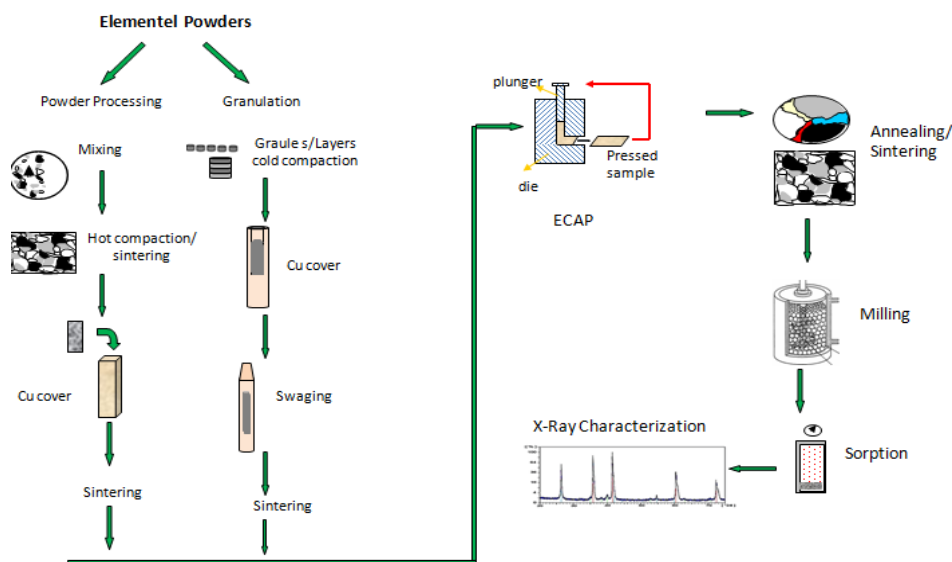 Elementel Powders
Powder Processing
Granulation
Mixing
Graule s/Layers
cold compaction
Hot compaction/
sintering
Cu cover
Cu cover
Swaging
Sintering
Sintering
plunger
die
Pressed
sample
ECAP
Annealing/
Sintering
Milling
Sorption
X-Ray Characterization